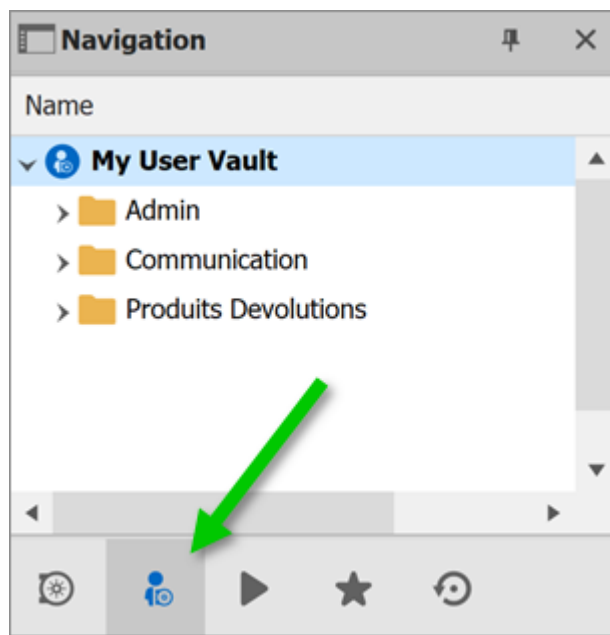 Navigation
Name
My User Vault
Admin
Communication
Produits Devolutions